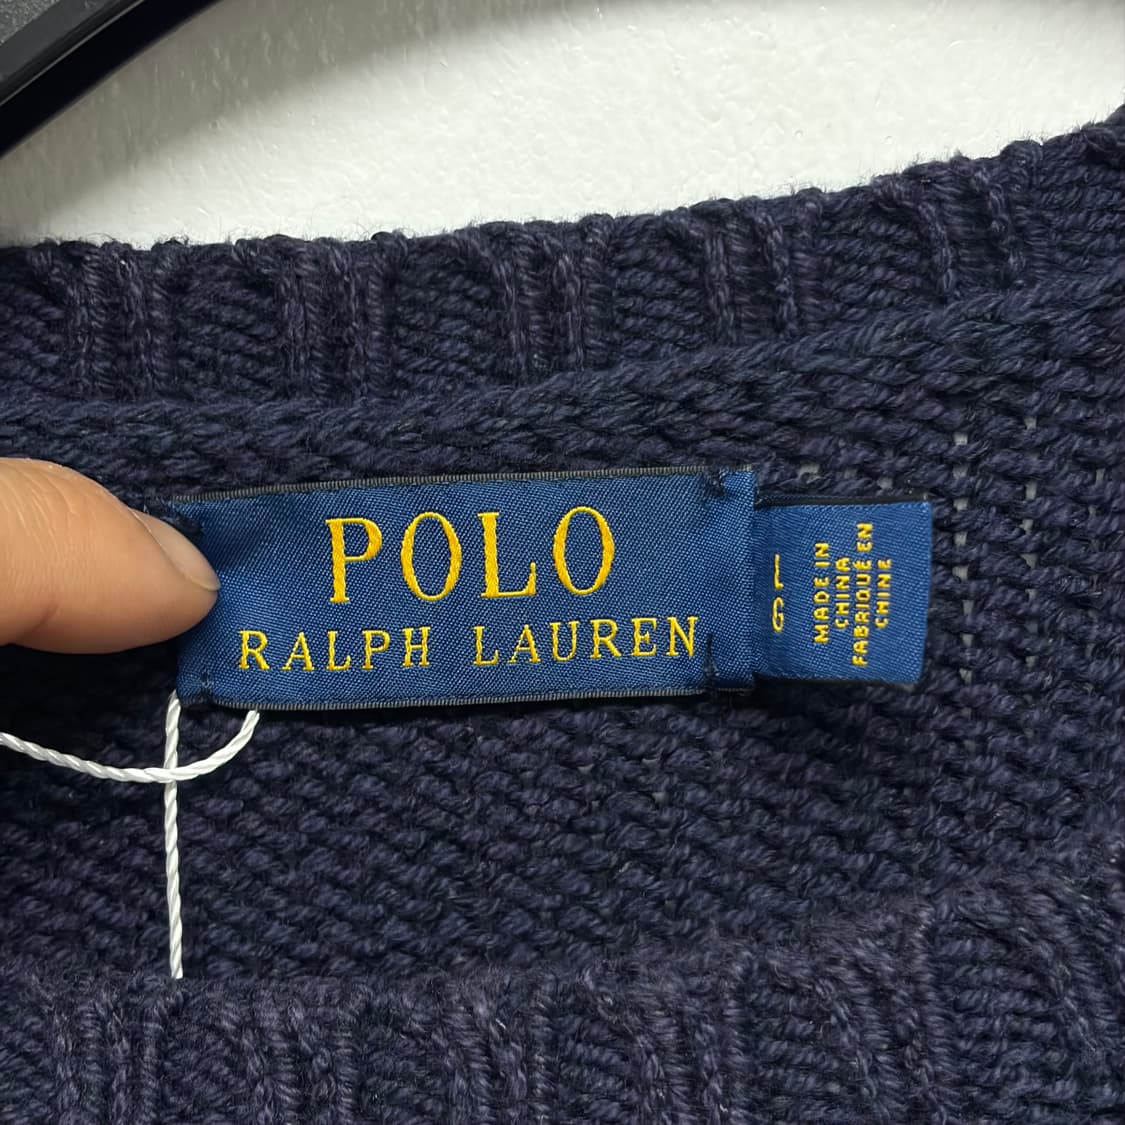 POLO
RALPH LAUREN
MADE IN
CHINA
FABRIQUÉ EN
CHINE